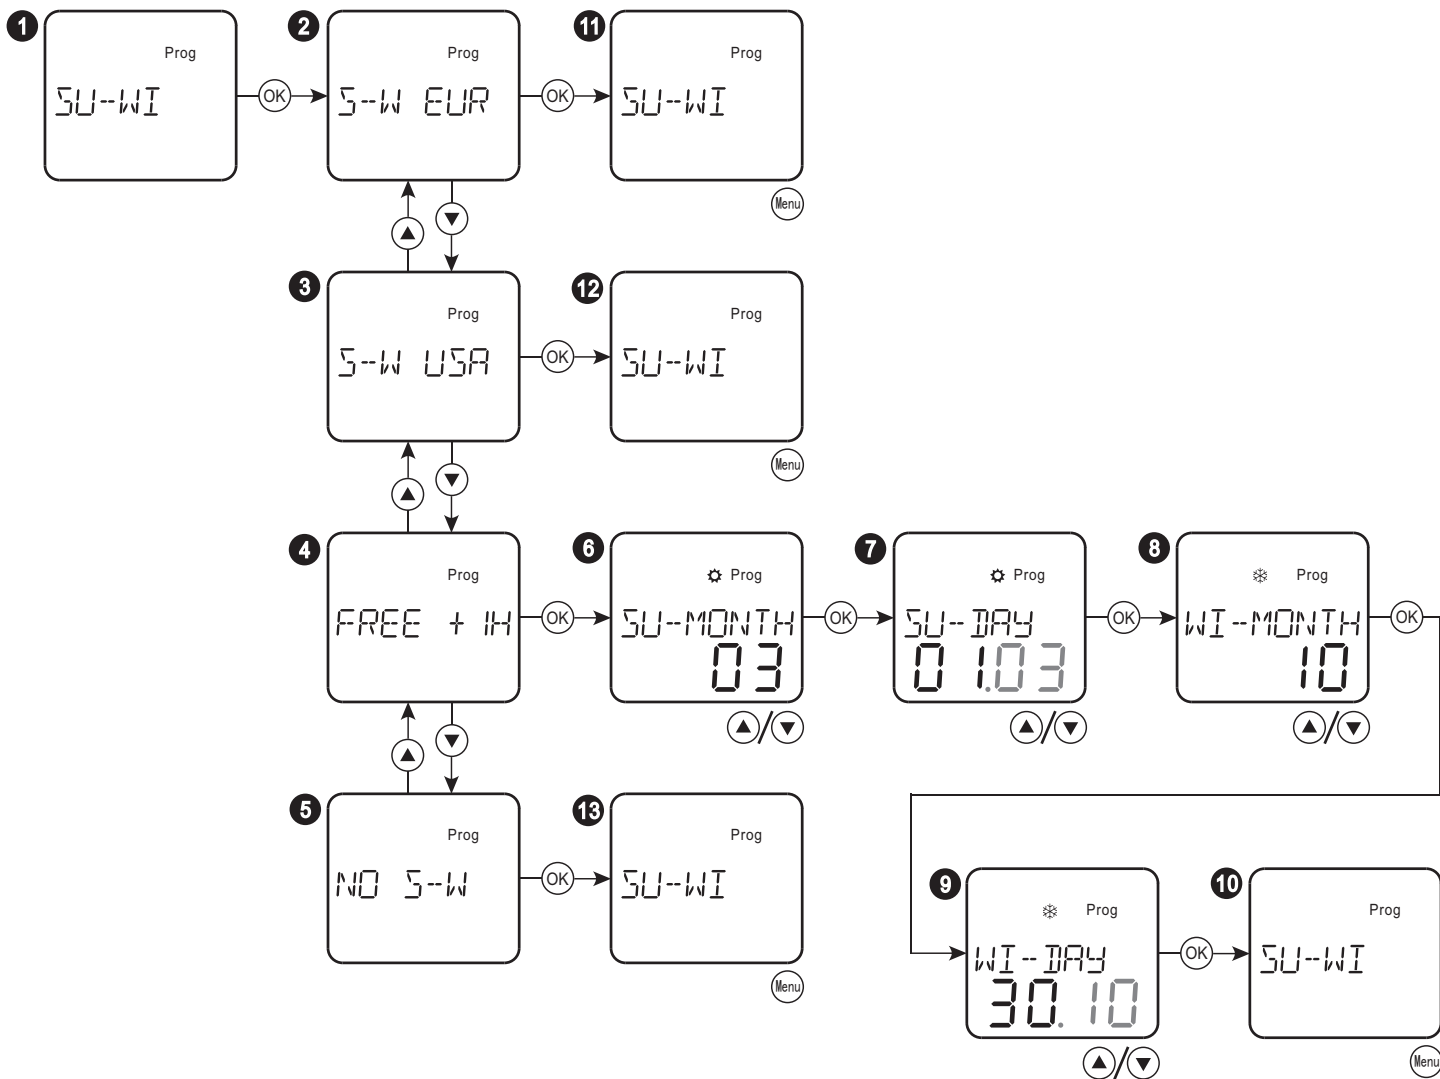 1
Prog
SU-WI
OK
2
Prog
S-W EUR
OK
11
Prog
SU-WI
Menu
3
Prog
S-W USA
OK
12
Prog
SU-WI
Menu
4
Prog
FREE + 1H
OK
6
Prog
SU-MONTH
03
/
OK
7
Prog
SU-DAY
01.03
/
OK
8
Prog
WI-MONTH
10
/
OK
5
Prog
NO S-W
OK
13
Prog
SU-WI
Menu
9
Prog
WI-DAY
30.10
/
OK
10
Prog
SU-WI
Menu